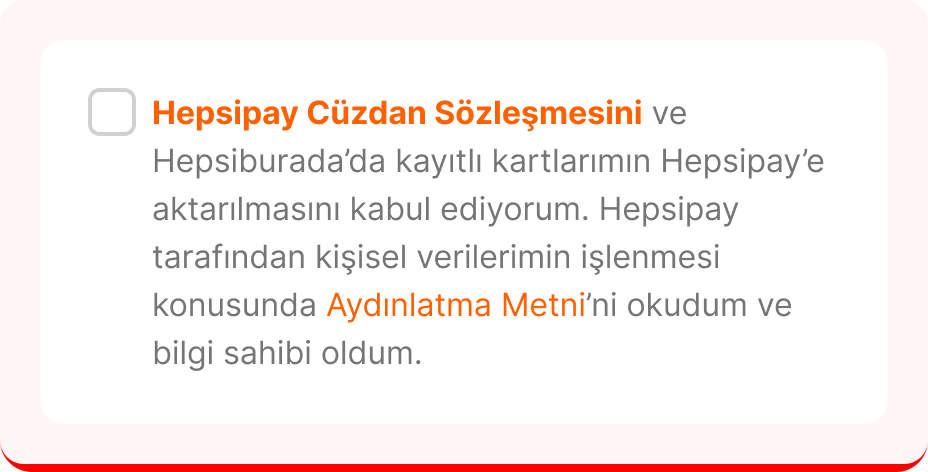 Hepsipay Cüzdan Sözleşmesini ve
Hepsiburada’da kayıtlı kartlarımın Hepsipay’e
aktarılmasını kabul ediyorum. Hepsipay
tarafından kişisel verilerimin işlenmesi
konusunda Aydınlatma Metni’ni okudum ve
bilgi sahibi oldum.